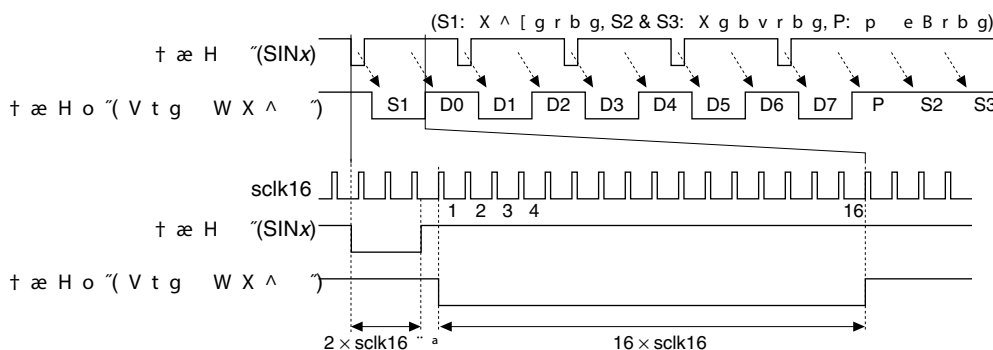 (S1: X ^ [ g r b g, S2 & S3: X g b v r b g, P: p e B r b g)
† æ H ˝(SINx)
† æ H o ˝( V t g W X ^ ˝)
S1 D0 D1 D2 D3 D4 D5 D6 D7 P S2 S3
sclk16
1 2 3 4 16
† æ H ˝(SINx)
† æ H o ˝( V t g W X ^ ˝)
2 × sclk16 ¨ ª
16 × sclk16